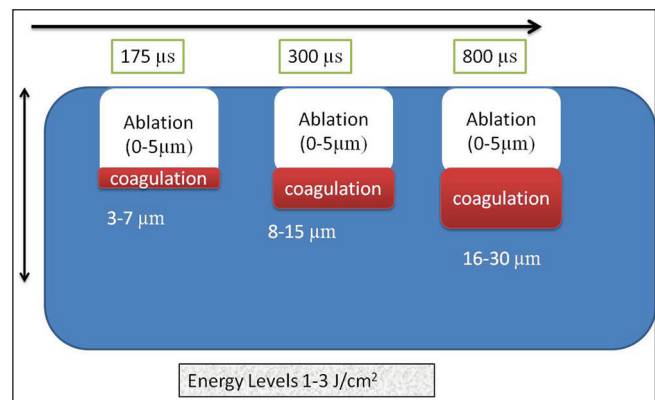 175 µs 300 µs 800 µs
Ablation Ablation Ablation
(0-5µm) (0-5µm) (0-5µm)
coagulation coagulation coagulation
3-7 µm
8-15 µm
16-30 µm
Energy Levels 1-3 J/cm²